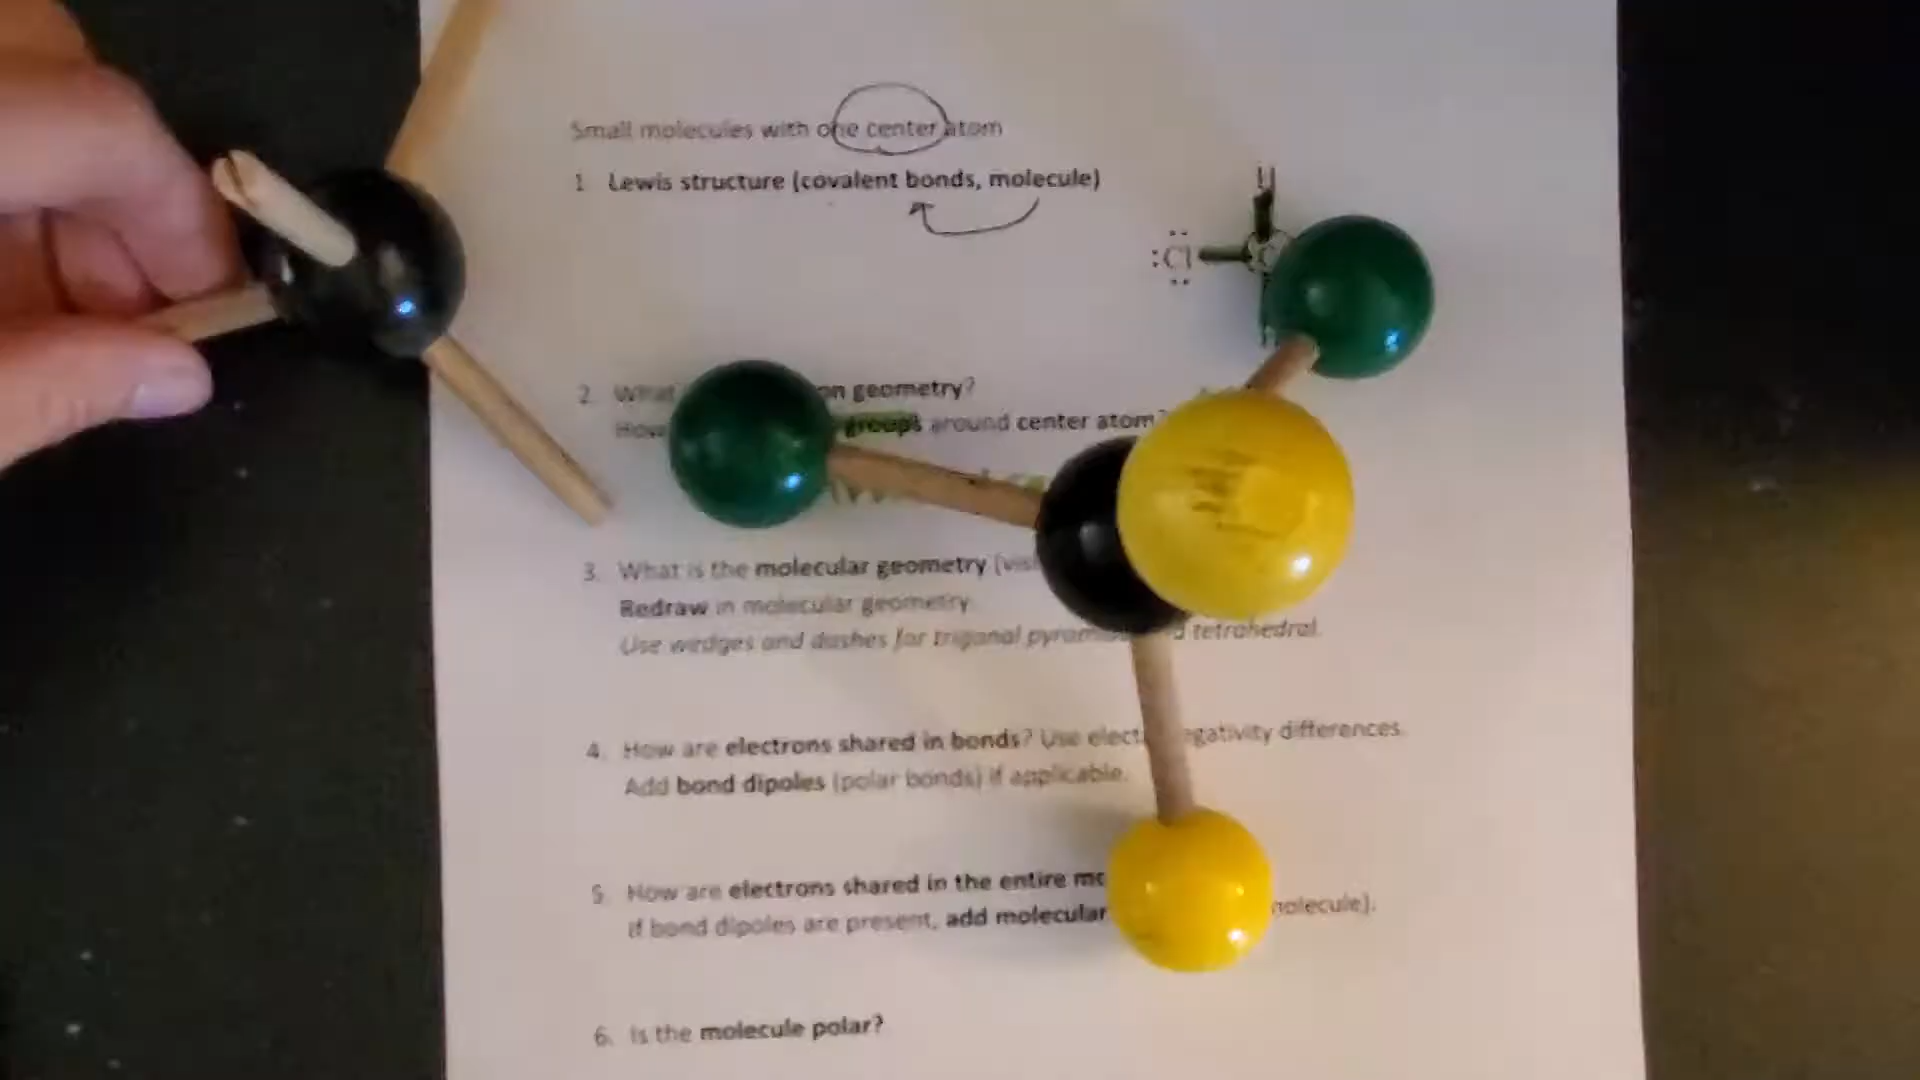 Small molecules with one center atom
1 Lewis structure (covalent bonds, molecule)
H
:Cl C
H
2. What on geometry?
How groups around center atom?
3. What is the molecular geometry
Redraw in molecular geometry.
Use wedges and dashes for trigonal tetrahedral.
4. How are electrons shared in bonds? Use differences.
Add bond dipoles (polar bonds) if applicable.
5. How are electrons shared in the entire
If bond dipoles are present, add molecular molecule).
6. Is the molecule polar?